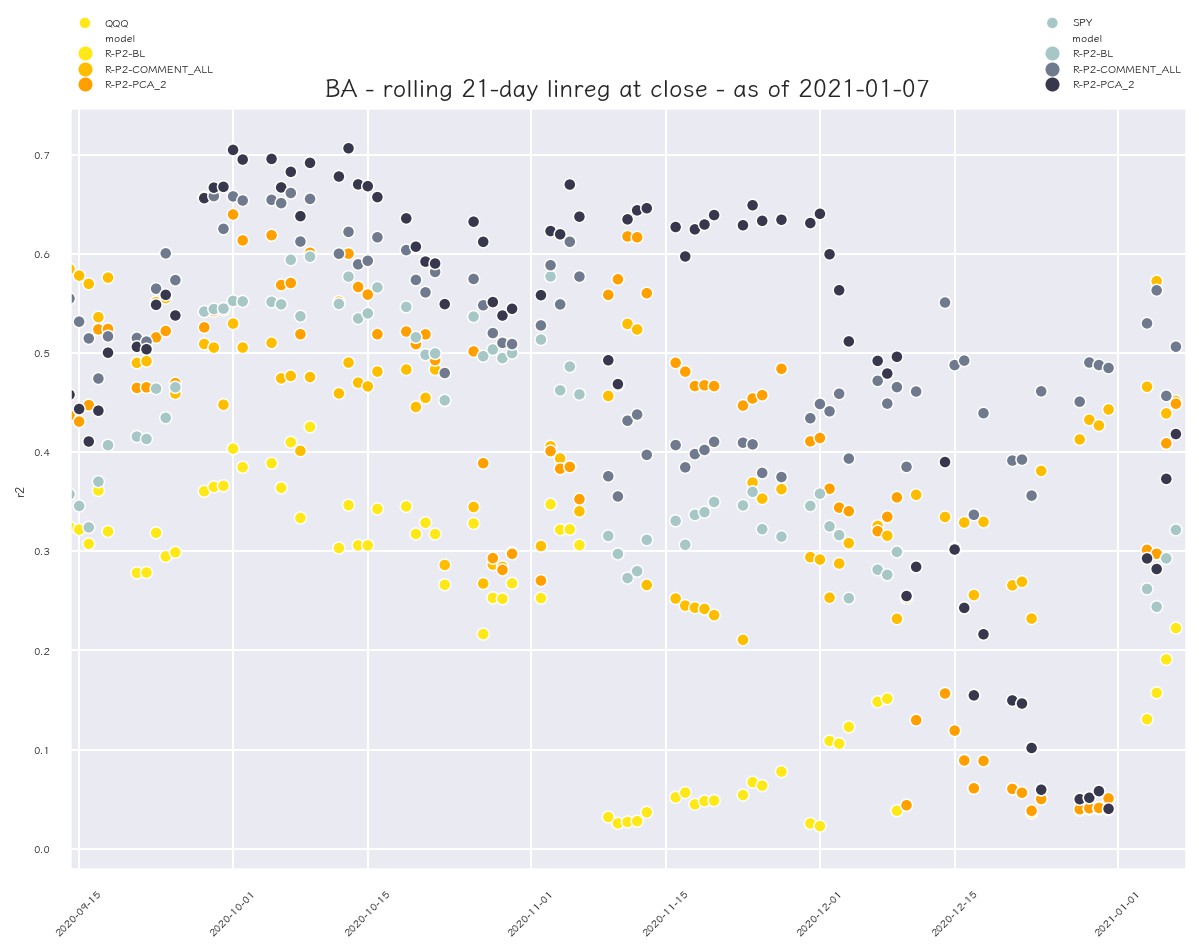 QQQ
model
R-P2-BL
R-P2-COMMENT_ALL
R-P2-PCA_2
SPY
model
R-P2-BL
R-P2-COMMENT_ALL
R-P2-PCA_2
BA - rolling 21-day linreg at close - as of 2021-01-07
0.7
0.6
0.5
0.4
0.3
0.2
0.1
0.0
r2
2020-09-15
2020-10-01
2020-10-15
2020-11-01
2020-11-15
2020-12-01
2020-12-15
2021-01-01